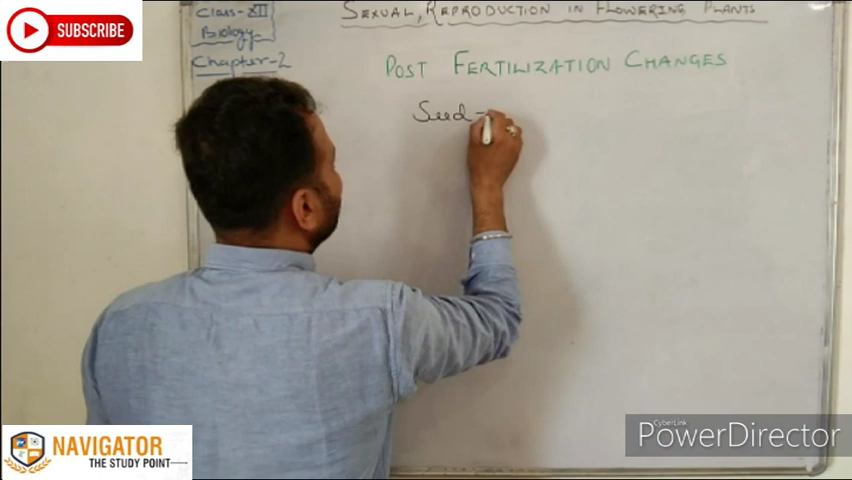 SUBSCRIBE
Class-XII
Biology
Chapter-2
SEXUAL REPRODUCTION IN FLOWERING PLANTS
POST FERTILIZATION CHANGES
Seed-
NAVIGATOR
THE STUDY POINT
CyberLink
PowerDirector